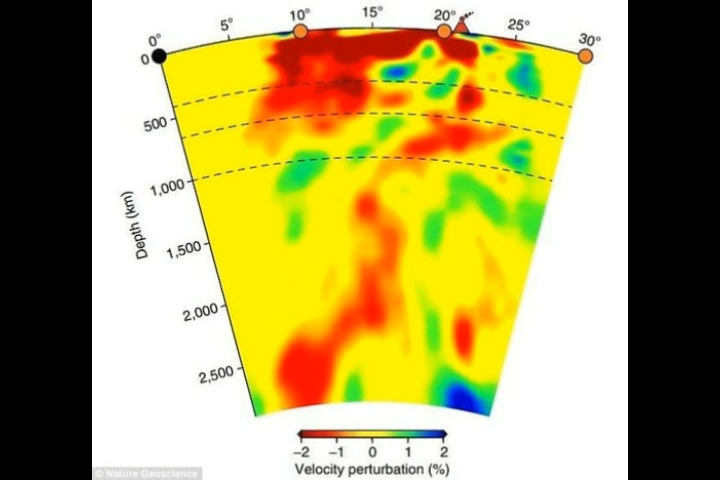 0° 5° 10° 15° 20° 25° 30°
0
500
1,000
1,500
2,000
2,500
Depth (km)
−2 −1 0 1 2
Velocity perturbation (%)
© Nature Geoscience